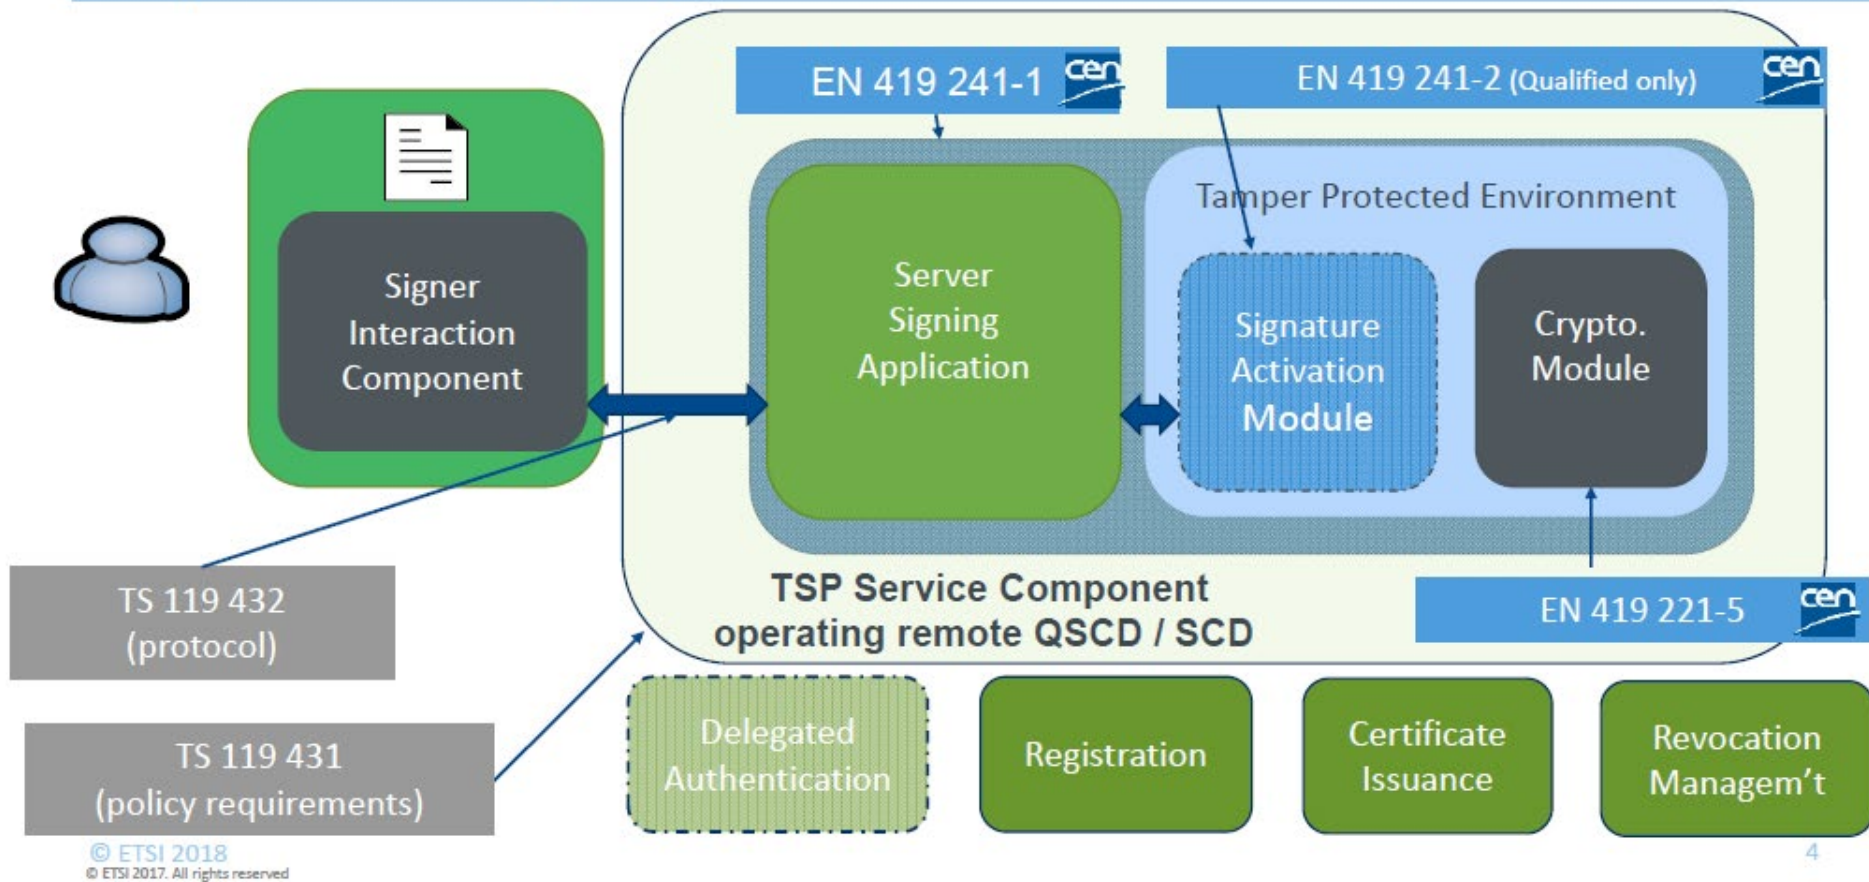 EN 419 241-1
cen
EN 419 241-2 (Qualified only)
cen
Tamper Protected Environment
Signer
Interaction
Component
Server
Signing
Application
Signature
Activation
Module
Crypto.
Module
TS 119 432
(protocol)
TSP Service Component
operating remote QSCD / SCD
EN 419 221-5
cen
TS 119 431
(policy requirements)
Delegated
Authentication
Registration
Certificate
Issuance
Revocation
Managem't
© ETSI 2018
© ETSI 2017. All rights reserved
4